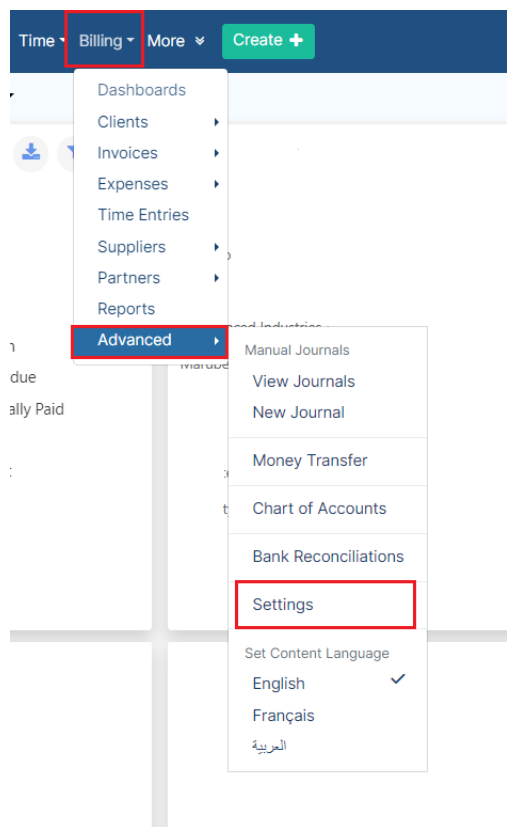 Time Billing More Create +
Dashboards
Clients
Invoices
Expenses
Time Entries
Suppliers
Partners
Reports
Advanced
due
ally Paid
Manual Journals
View Journals
New Journal
Money Transfer
Chart of Accounts
Bank Reconciliations
Settings
Set Content Language
English
Français
العربية